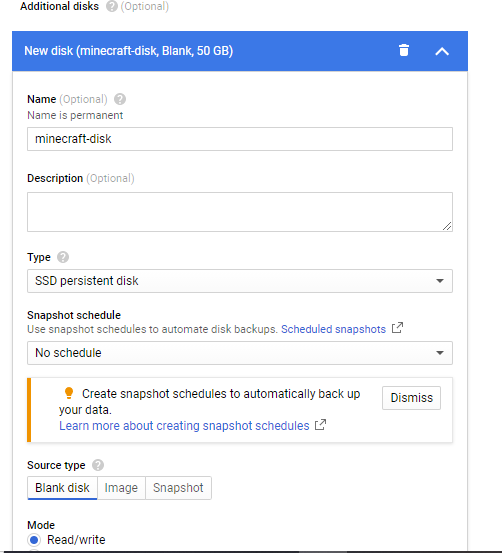 Additional disks ? (Optional)
New disk (minecraft-disk, Blank, 50 GB)
Name (Optional) ?
Name is permanent
minecraft-disk
Description (Optional)
Type ?
SSD persistent disk
Snapshot schedule
Use snapshot schedules to automate disk backups. Scheduled snapshots
No schedule
Create snapshot schedules to automatically back up
your data.
Learn more about creating snapshot schedules
Dismiss
Source type ?
Blank disk Image Snapshot
Mode
Read/write